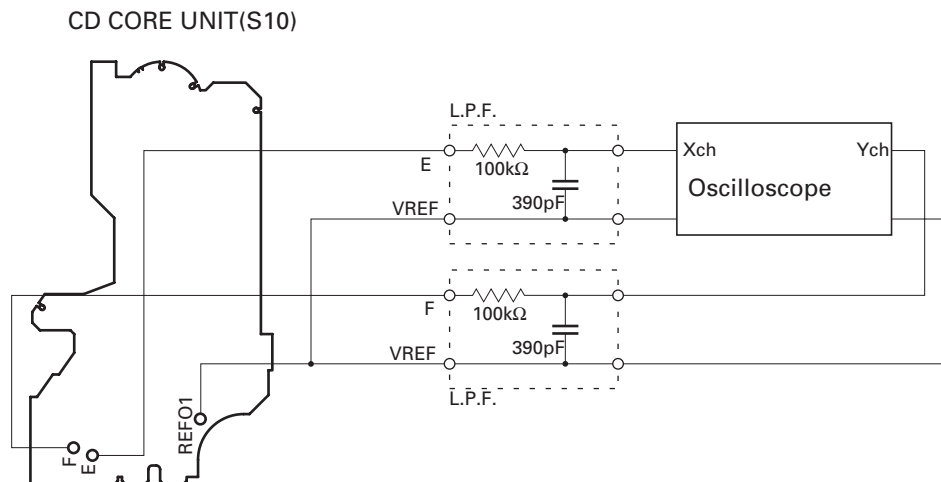 CD CORE UNIT(S10)
L.P.F.
E
100kΩ
390pF
VREF
Xch
Ych
Oscilloscope
F
100kΩ
390pF
VREF
L.P.F.
REFO1
F
E